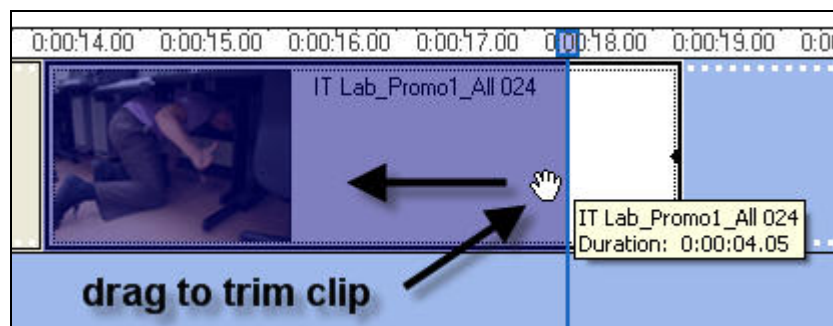 0:00:14.00 0:00:15.00 0:00:16.00 0:00:17.00 0:00:18.00 0:00:19.00 0:0
IT Lab_Promo1_All 024
IT Lab_Promo1_All 024
Duration: 0:00:04.05
drag to trim clip